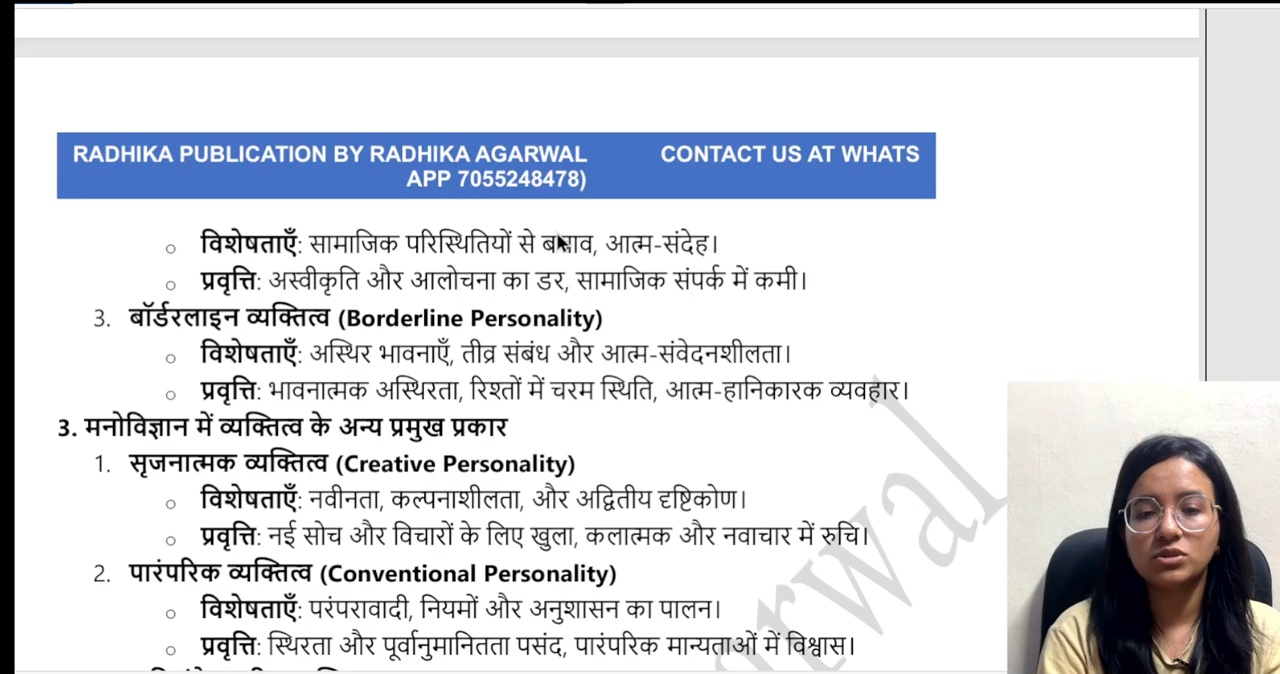 RADHIKA PUBLICATION BY RADHIKA AGARWAL CONTACT US AT WHATS
APP 7055248478)
विशेषताएँ: सामाजिक परिस्थितियों से बचाव, आत्म-संदेह।
प्रवृत्ति: अस्वीकृति और आलोचना का डर, सामाजिक संपर्क में कमी।
3. बॉर्डरलाइन व्यक्तित्व (Borderline Personality)
विशेषताएँ: अस्थिर भावनाएँ, तीव्र संबंध और आत्म-संवेदनशीलता।
प्रवृत्ति: भावनात्मक अस्थिरता, रिश्तों में चरम स्थिति, आत्म-हानिकारक व्यवहार।
3. मनोविज्ञान में व्यक्तित्व के अन्य प्रमुख प्रकार
1. सृजनात्मक व्यक्तित्व (Creative Personality)
विशेषताएँ: नवीनता, कल्पनाशीलता, और अद्वितीय दृष्टिकोण।
प्रवृत्ति: नई सोच और विचारों के लिए खुला, कलात्मक और नवाचार में रुचि।
2. पारंपरिक व्यक्तित्व (Conventional Personality)
विशेषताएँ: परंपरावादी, नियमों और अनुशासन का पालन।
प्रवृत्ति: स्थिरता और पूर्वानुमानितता पसंद, पारंपरिक मान्यताओं में विश्वास।